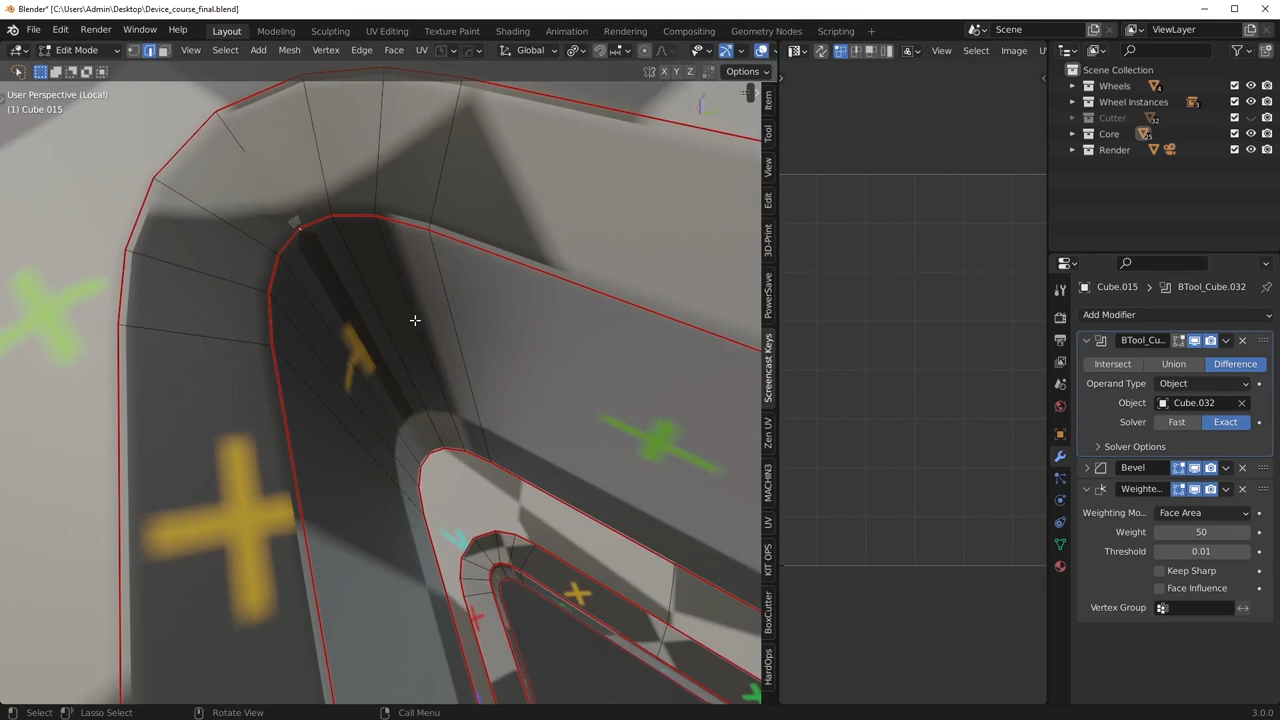 Blender* [C:\Users\Admin\Desktop\Device_course_final.blend]
File Edit Render Window Help Layout Modeling Sculpting UV Editing Texture Paint Shading Animation Rendering Compositing Geometry Nodes Scripting + Scene ViewLayer
Edit Mode View Select Add Mesh Vertex Edge Face UV Global View Select Image
X Y Z Options
User Perspective (Local)
(1) Cube.015
Item
Tool
View
Edit
3D-Print
PowerSave
Screencast Keys
Zen UV
MACHIN3
UV
KIT OPS
BoxCutter
HardOps
Scene Collection
Wheels 4
Wheel Instances 3
Cutter 32
Core 25
Render
Cube.015 BTool_Cube.032
Add Modifier
BTool_Cu...
Intersect Union Difference
Operand Type Object
Object Cube.032
Solver Fast Exact
Solver Options
Bevel
Weighte...
Weighting Mo... Face Area
Weight 50
Threshold 0.01
Keep Sharp
Face Influence
Vertex Group
Select Lasso Select Rotate View Call Menu 3.0.0